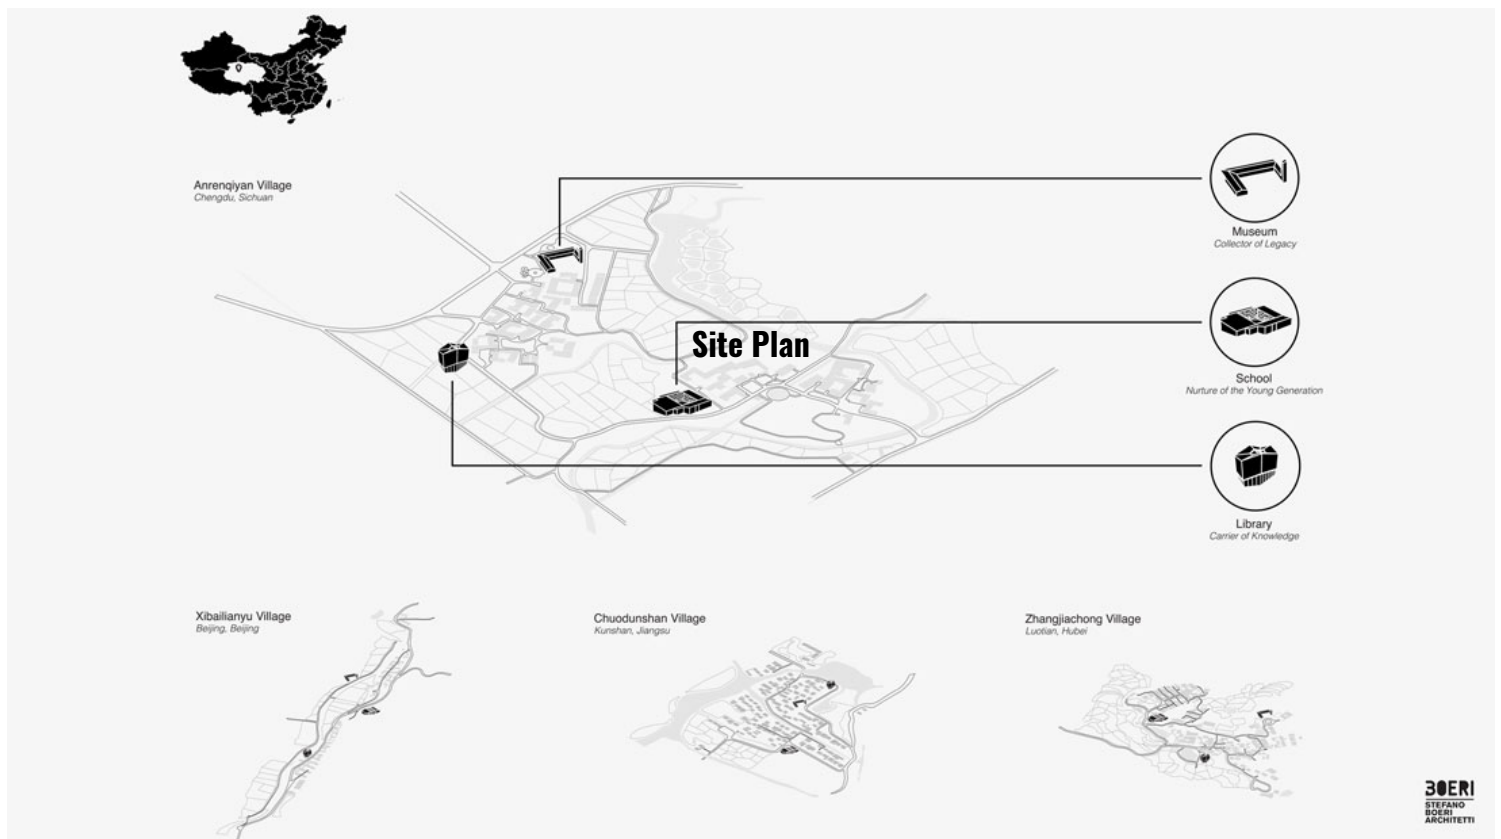 Anrenqiyan Village
Chengdu, Sichuan
Museum
Collector of Legacy
Site Plan
School
Nurture of the Young Generation
Library
Carrier of Knowledge
Xibailianyu Village
Beijing, Beijing
Chuodunshan Village
Kunshan, Jiangsu
Zhangjiachong Village
Luotian, Hubei
BOERI
STEFANO
BOERI
ARCHITETTI